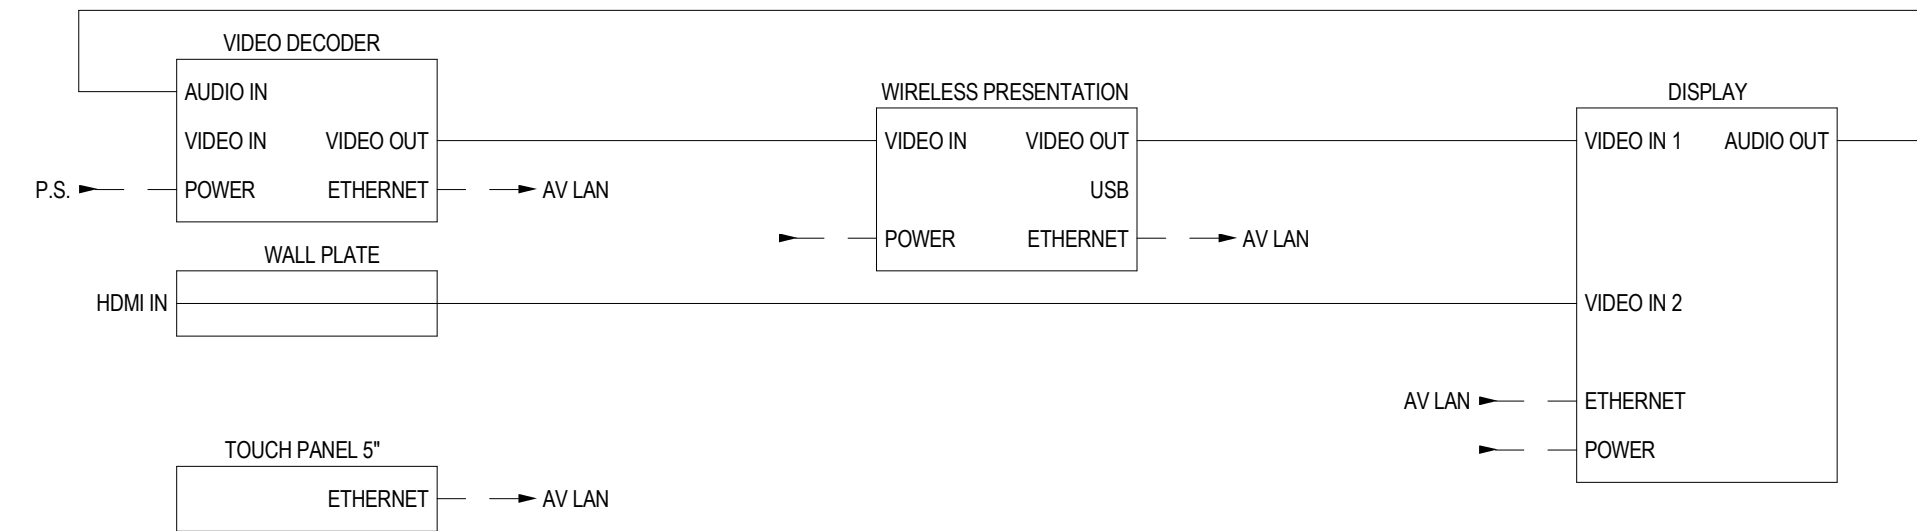 VIDEO DECODER
AUDIO IN
VIDEO IN VIDEO OUT
P.S. POWER ETHERNET AV LAN
WALL PLATE
HDMI IN
TOUCH PANEL 5"
ETHERNET AV LAN
WIRELESS PRESENTATION
VIDEO IN VIDEO OUT
USB
POWER ETHERNET AV LAN
DISPLAY
VIDEO IN 1 AUDIO OUT
VIDEO IN 2
AV LAN ETHERNET
POWER